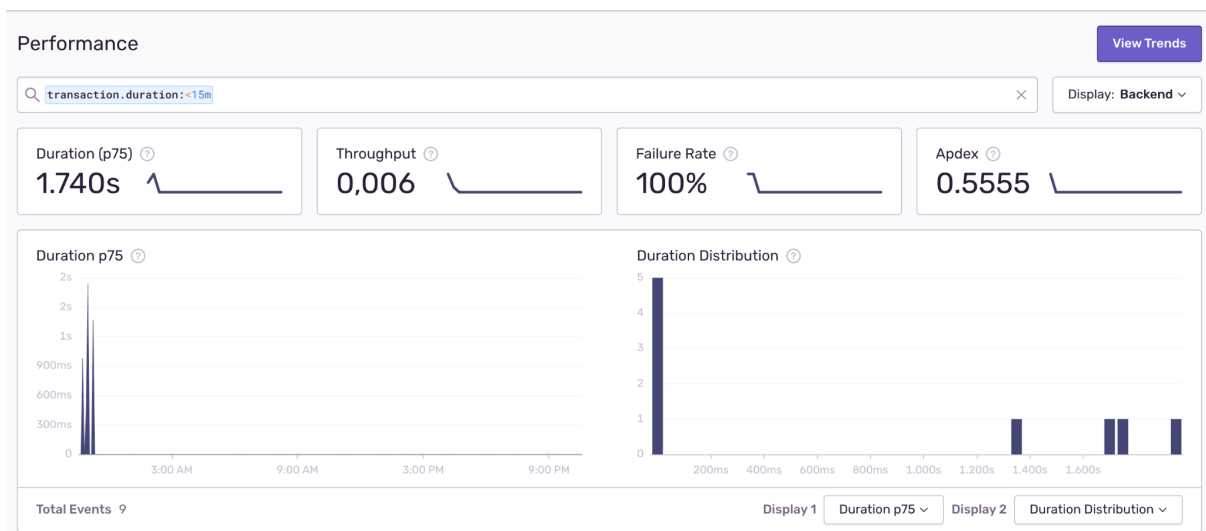 Performance
View Trends
transaction.duration:<15m
Display: Backend
Duration (p75) ?
1.740s
Throughput ?
0,006
Failure Rate ?
100%
Apdex ?
0.5555
Duration p75 ?
2s
2s
1s
900ms
600ms
300ms
0
3:00 AM 9:00 AM 3:00 PM 9:00 PM
Duration Distribution ?
5
4
3
2
1
0
200ms 400ms 600ms 800ms 1.000s 1.200s 1.400s 1.600s
Total Events 9
Display 1 Duration p75 Display 2 Duration Distribution